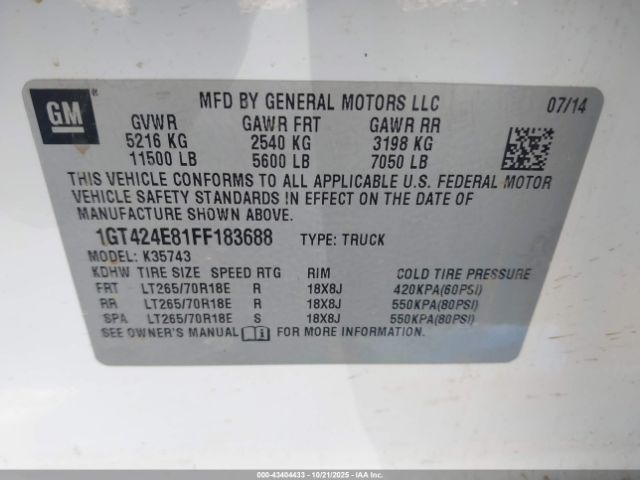 GM ®
MFD BY GENERAL MOTORS LLC 07/14
GVWR GAWR FRT GAWR RR
5216 KG 2540 KG 3198 KG
11500 LB 5600 LB 7050 LB
THIS VEHICLE CONFORMS TO ALL APPLICABLE U.S. FEDERAL MOTOR
VEHICLE SAFETY STANDARDS IN EFFECT ON THE DATE OF
MANUFACTURE SHOWN ABOVE.
1GT424E81FF183688 TYPE: TRUCK
MODEL: K35743
KDHW TIRE SIZE SPEED RTG RIM COLD TIRE PRESSURE
FRT LT265/70R18E R 18X8J 420KPA(60PSI)
RR LT265/70R18E R 18X8J 550KPA(80PSI)
SPA LT265/70R18E S 18X8J 550KPA(80PSI)
SEE OWNER'S MANUAL FOR MORE INFORMATION
000-43404433 | 10/21/2025 | IAA, Inc.